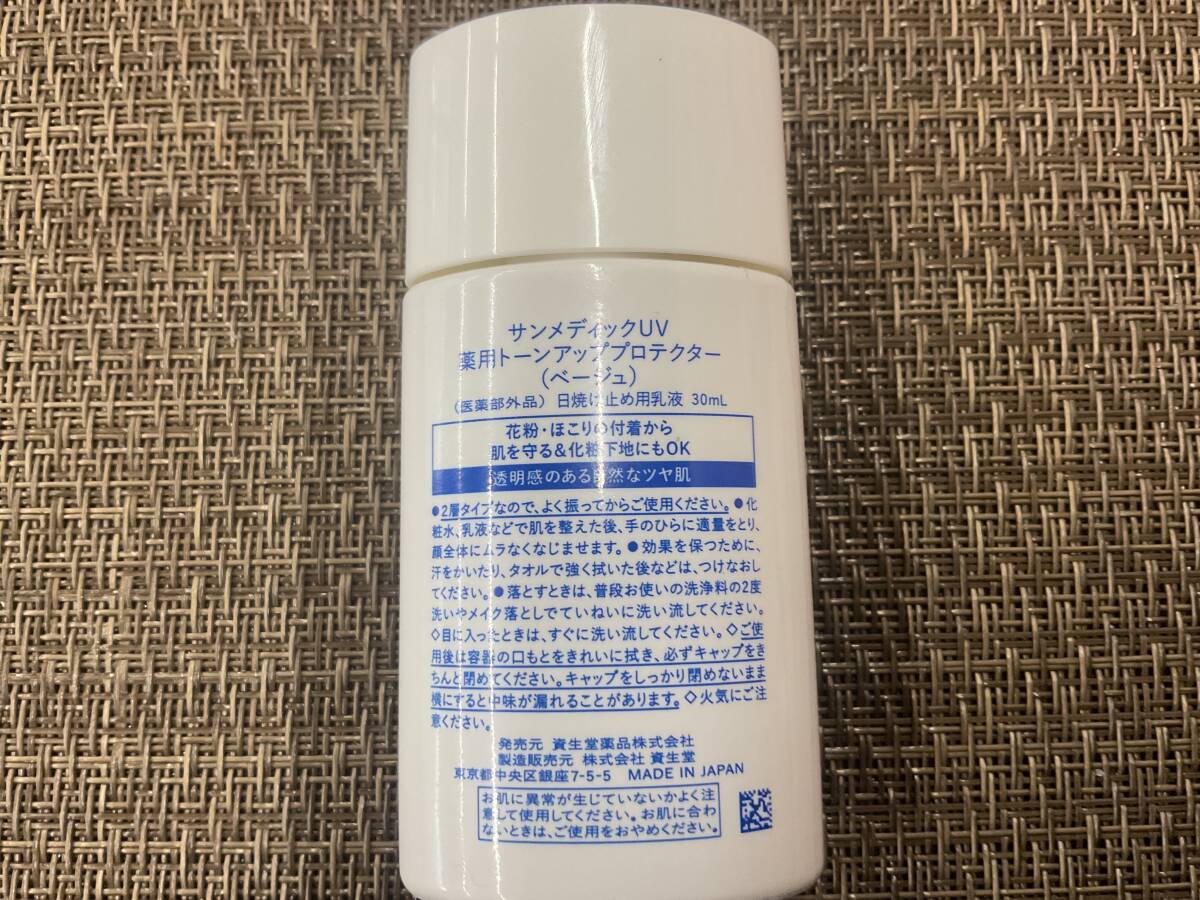 サンメディックUV
薬用トーンアッププロテクター
（ベージュ）
（医薬部外品）日焼け止め用乳液 30mL
花粉・ほこりの付着から
肌を守る&化粧下地にもOK
透明感のある自然なツヤ肌
●2層タイプなので、よく振ってからご使用ください。●化
粧水、乳液などで肌を整えた後、手のひらに適量をとり、
顔全体にムラなくなじませます。●効果を保つために、
汗をかいたり、タオルで強く拭いた後などは、つけなおし
てください。●落とすときは、普段お使いの洗浄料の2度
洗いやメイク落としでていねいに洗い流してください。
◇目に入ったときは、すぐに洗い流してください。◇ご使
用後は容器の口もとをきれいに拭き、必ずキャップをき
ちんと閉めてください。キャップをしっかり閉めないまま
横にすると中味が漏れることがあります。◇火気にご注
意ください。
発売元 資生堂薬品株式会社
製造販売元 株式会社 資生堂
東京都中央区銀座7-5-5 MADE IN JAPAN
お肌に異常が生じていないかよく注
意して使用してください。お肌に合わ
ないときは、ご使用をおやめください。